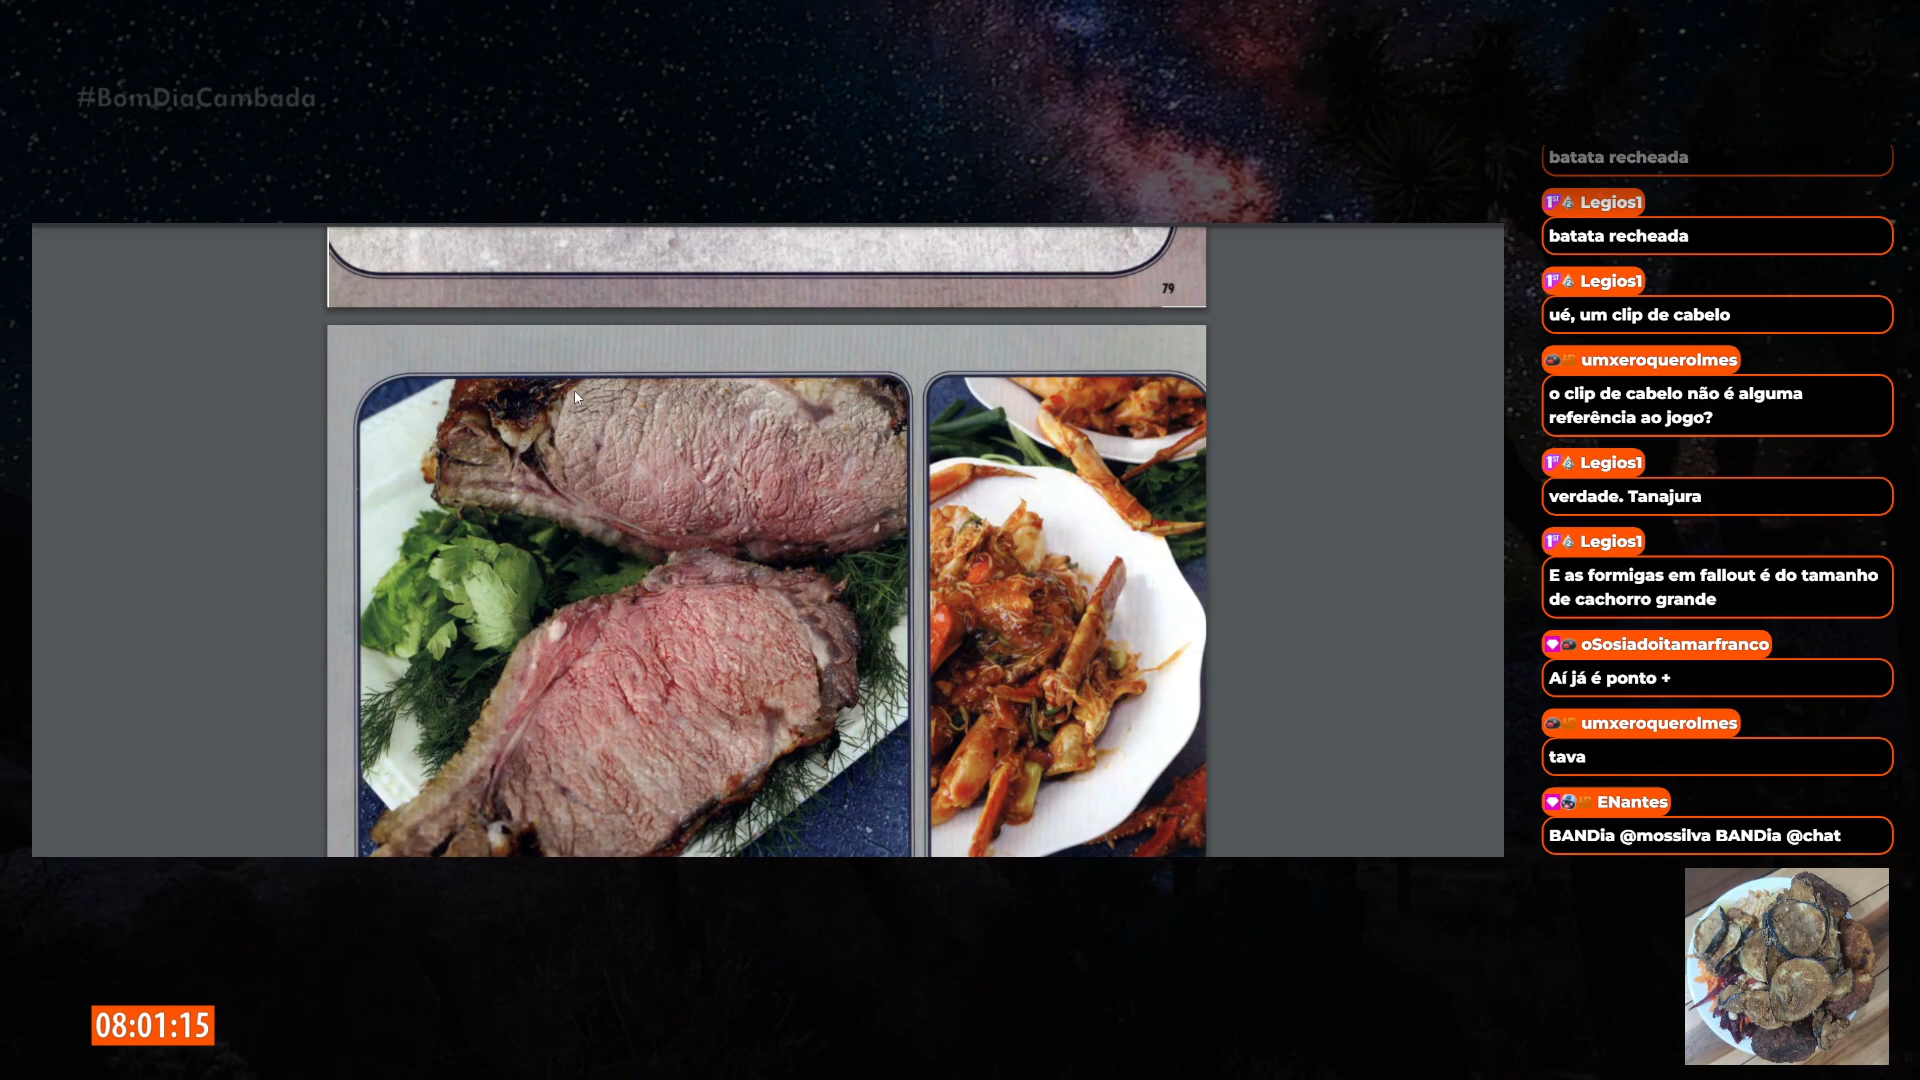 #BomDiaCambada
79
batata recheada
Legios1
batata recheada
Legios1
ué, um clip de cabelo
umxeroquerolmes
o clip de cabelo não é alguma
referência ao jogo?
Legios1
verdade. Tanajura
Legios1
E as formigas em fallout é do tamanho
de cachorro grande
oSosiadoitamarfranco
Aí já é ponto +
umxeroquerolmes
tava
ENantes
BANDia @mossilva BANDia @chat
08:01:15